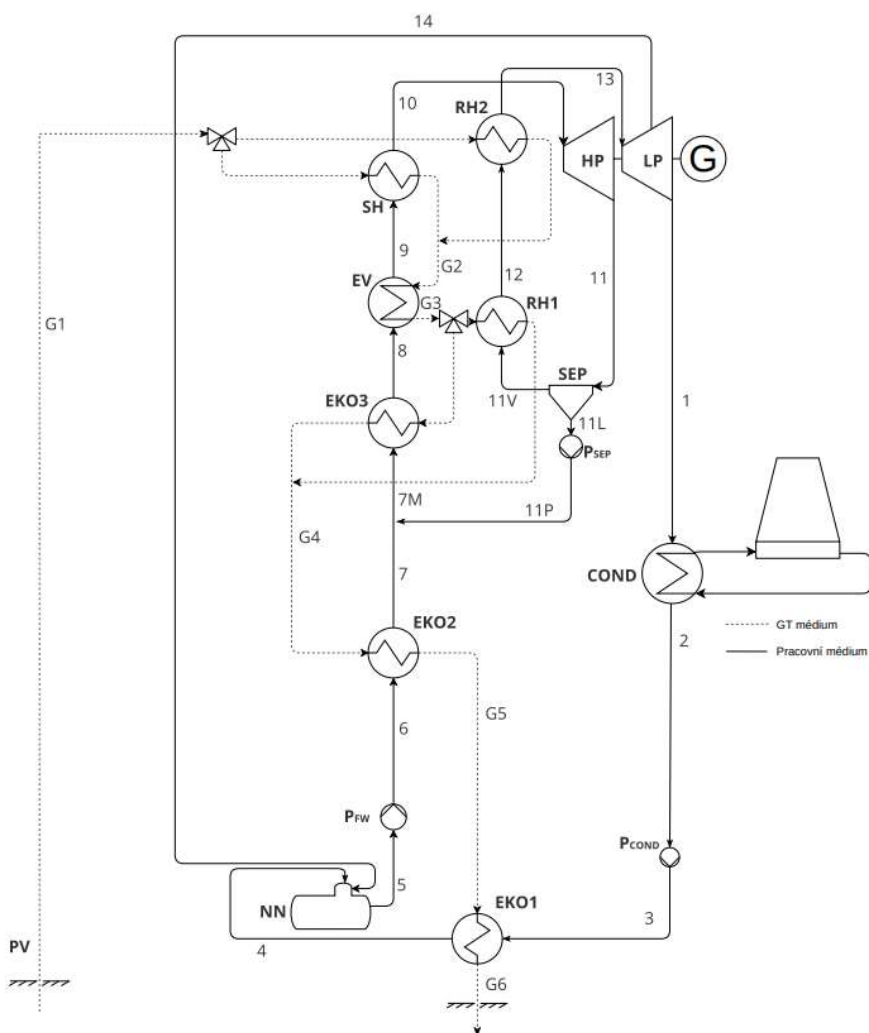 14
10
RH2
13
HP
LP
G
SH
9
G2
12
11
EV
G3
RH1
G1
8
SEP
11V
1
EKO3
11L
PSEP
7M
11P
G4
COND
7
GT médium
EKO2
2
Pracovní médium
G5
6
PFW
PCOND
5
NN
EKO1
3
PV
4
G6